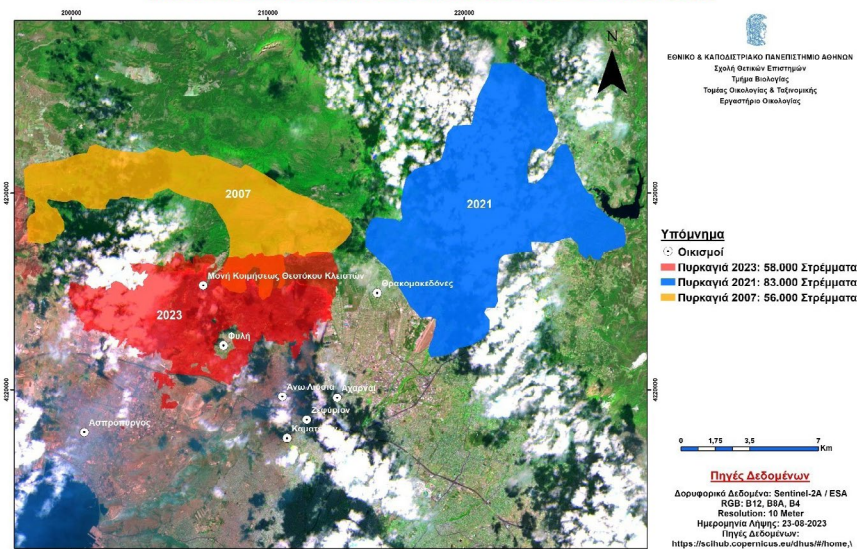 200000 210000 220000
N
ΕΘΝΙΚΟ & ΚΑΠΟΔΙΣΤΡΙΑΚΟ ΠΑΝΕΠΙΣΤΗΜΙΟ ΑΘΗΝΩΝ
Σχολή Θετικών Επιστημών
Τμήμα Βιολογίας
Τομέας Οικολογίας & Ταξινομικής
Εργαστήριο Οικολογίας
4230000 4230000
2007
2021
Υπόμνημα
Οικισμοί
Πυρκαγιά 2023: 58.000 Στρέμματα
Πυρκαγιά 2021: 83.000 Στρέμματα
Πυρκαγιά 2007: 56.000 Στρέμματα
Μονή Κοιμήσεως Θεοτόκου Κλειστών
Θρακομακεδόνες
2023
Φυλή
4220000 4220000
Άνω Λιόσια Αχαρναί
Ζεφύριον
Ασπρόπυργος
0 1,75 3,5 7
Km
Πηγές Δεδομένων
Δορυφορικά Δεδομένα: Sentinel-2A / ESA
RGB: B12, B8A, B4
Resolution: 10 Meter
Ημερομηνία Λήψης: 23-08-2023
Πηγές Δεδομένων:
https://scihub.copernicus.eu/dhus/#/home,\